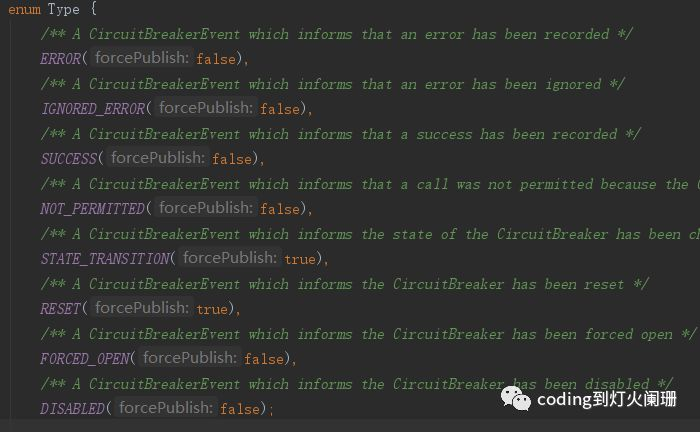 enum Type {
/** A CircuitBreakerEvent which informs that an error has been recorded */
ERROR( forcePublish: false),
/** A CircuitBreakerEvent which informs that an error has been ignored */
IGNORED_ERROR( forcePublish: false),
/** A CircuitBreakerEvent which informs that a success has been recorded */
SUCCESS( forcePublish: false),
/** A CircuitBreakerEvent which informs that a call was not permitted because the
NOT_PERMITTED( forcePublish: false),
/** A CircuitBreakerEvent which informs the state of the CircuitBreaker has been
STATE_TRANSITION( forcePublish: true),
/** A CircuitBreakerEvent which informs the CircuitBreaker has been reset */
RESET( forcePublish: true),
/** A CircuitBreakerEvent which informs the CircuitBreaker has been forced open */
FORCED_OPEN( forcePublish: false),
/** A CircuitBreakerEvent which informs the CircuitBreaker has been disabled */
DISABLED( forcePublish: false);
coding到灯火阑珊